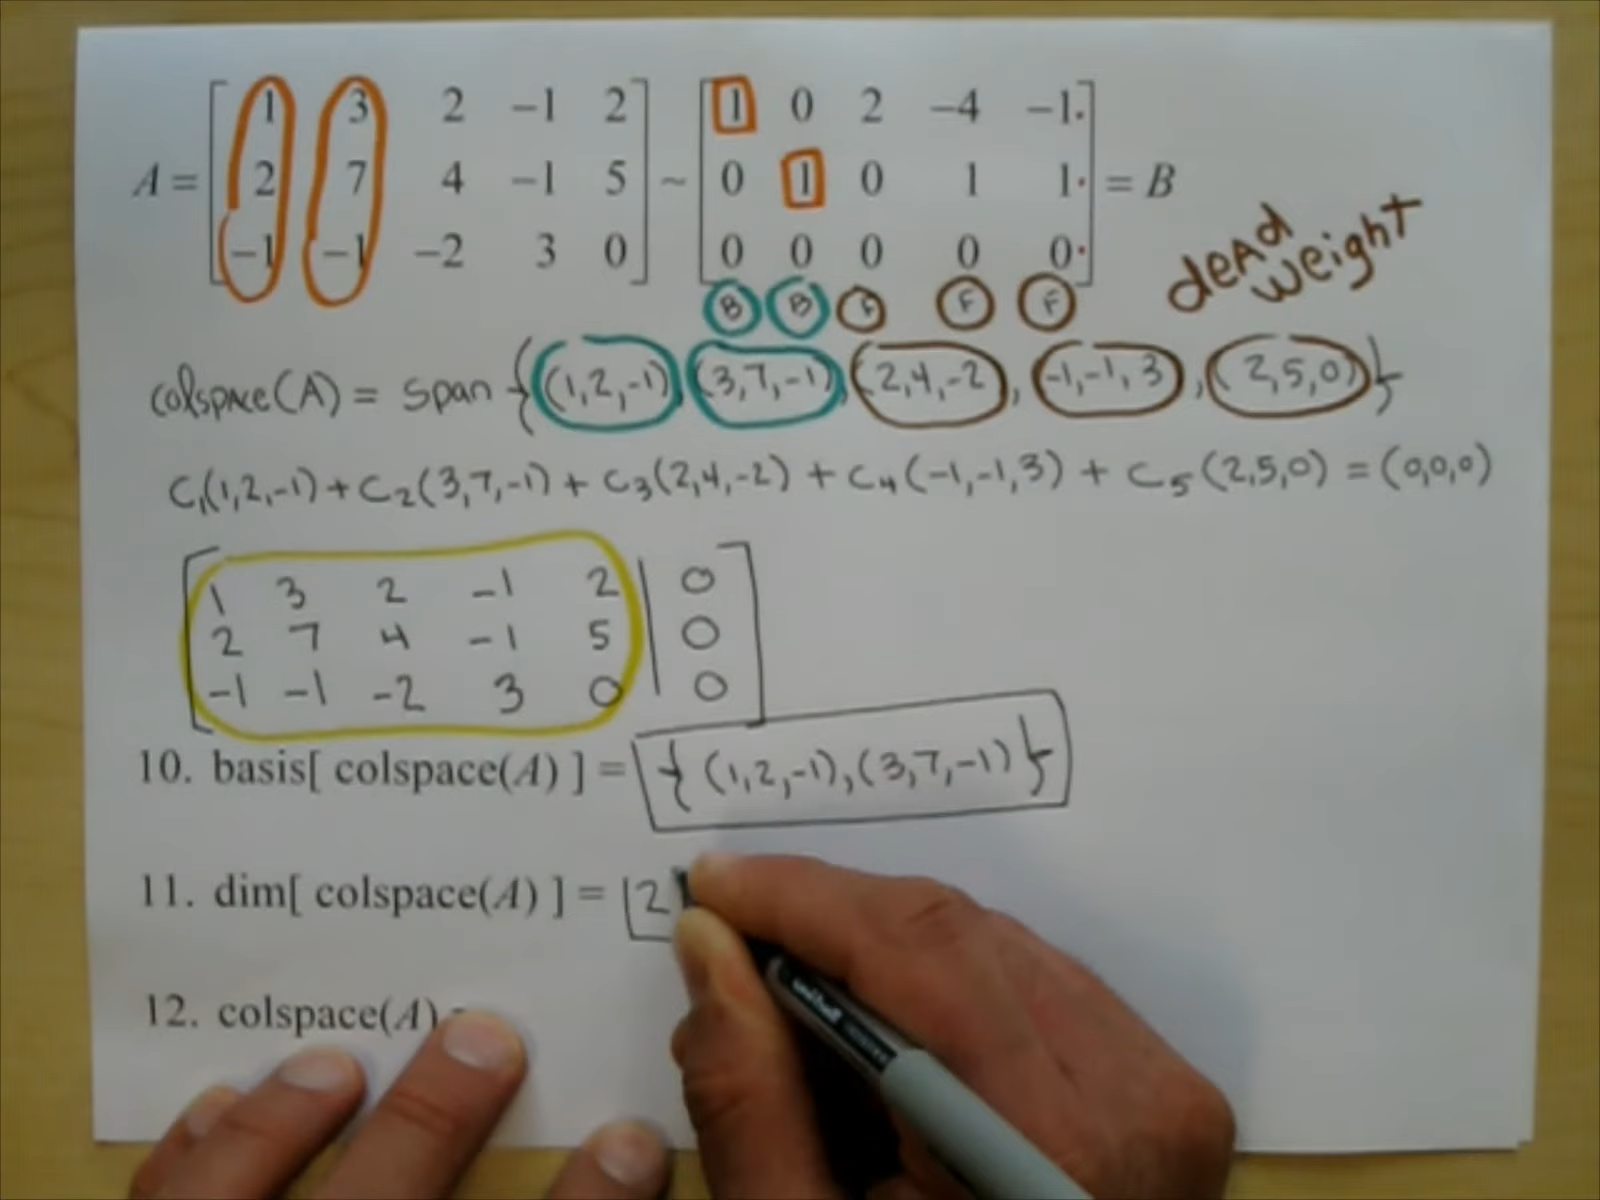 A = [ 1 3 2 −1 2 ] ~ [ 1 0 2 −4 −1 ] = B
[ 2 7 4 −1 5 ] [ 0 1 0 1 1 ]
[ −1 −1 −2 3 0 ] [ 0 0 0 0 0 ]
B B F F F
dead weight
colspace(A) = span {(1,2,-1), (3,7,-1), (2,4,-2), (-1,-1,3), (2,5,0)}
C₁(1,2,-1) + C₂(3,7,-1) + C₃(2,4,-2) + C₄(-1,-1,3) + C₅(2,5,0) = (0,0,0)
[ 1 3 2 -1 2 | 0 ]
[ 2 7 4 -1 5 | 0 ]
[ -1 -1 -2 3 0 | 0 ]
10. basis[ colspace(A) ] = {(1,2,-1),(3,7,-1)}
11. dim[ colspace(A) ] = 2
12. colspace(A) =